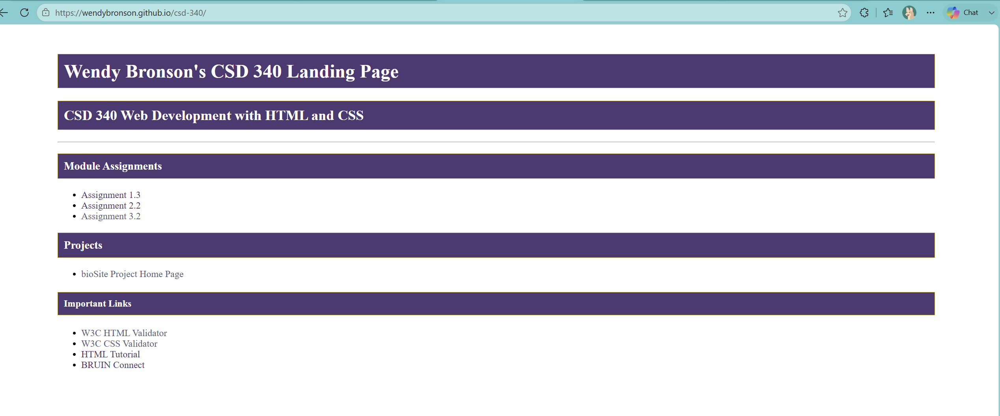 https://wendybronson.github.io/csd-340/
Chat
Wendy Bronson's CSD 340 Landing Page
CSD 340 Web Development with HTML and CSS
Module Assignments
Assignment 1.3
Assignment 2.2
Assignment 3.2
Projects
bioSite Project Home Page
Important Links
W3C HTML Validator
W3C CSS Validator
HTML Tutorial
BRUIN Connect